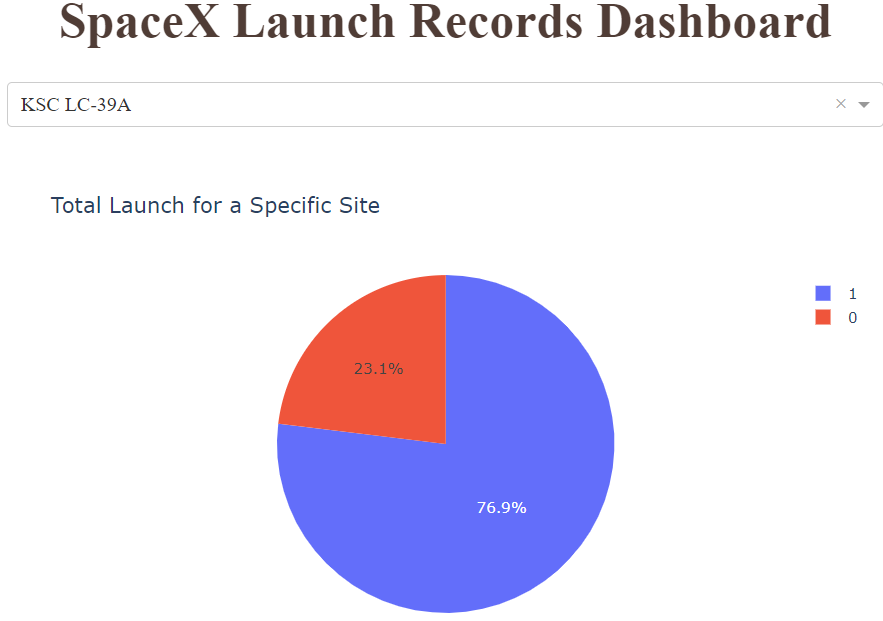 SpaceX Launch Records Dashboard
KSC LC-39A
×
Total Launch for a Specific Site
1
0
23.1%
76.9%